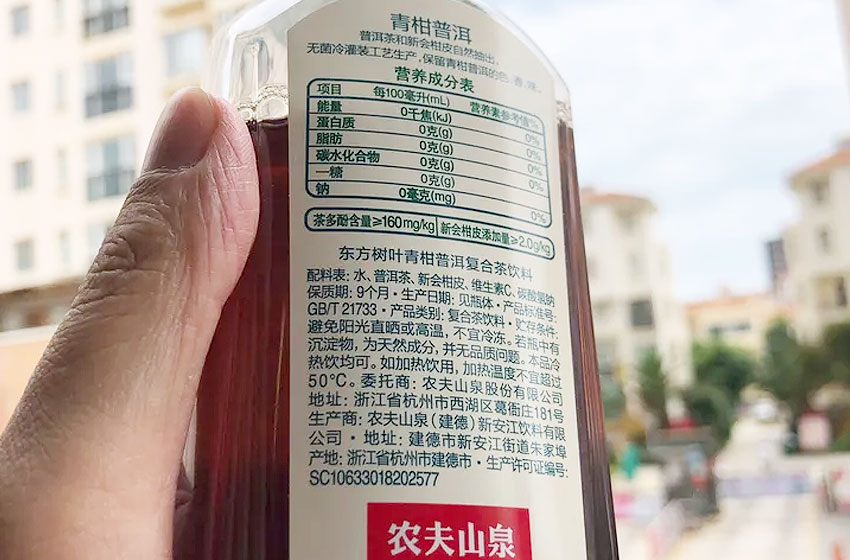 青柑普洱
普洱茶和新会柑皮自然抽出,
无菌冷灌装工艺生产,保留青柑普洱的色、香、味。
营养成分表
项目 每100毫升(mL) 营养素参考值%
能量 0千焦(kJ) 0%
蛋白质 0克(g) 0%
脂肪 0克(g) 0%
碳水化合物 0克(g) 0%
—糖 0克(g)
钠 0毫克(mg) 0%
茶多酚含量≥160mg/kg 新会柑皮添加量≥2.0g/kg
东方树叶青柑普洱复合茶饮料
配料表: 水、普洱茶、新会柑皮、维生素C、碳酸氢钠
保质期: 9个月·生产日期: 见瓶体·产品标准号:
GB/T 21733·产品类别: 复合茶饮料·贮存条件:
避免阳光直晒或高温, 不宜冷冻。若瓶中有
沉淀物, 为天然成分, 并无品质问题。本品冷
热饮均可。如加热饮用, 加热温度不宜超过
50℃。委托商: 农夫山泉股份有限公司
地址: 浙江省杭州市西湖区葛衙庄181号
生产商: 农夫山泉(建德)新安江饮料有限
公司·地址: 建德市新安江街道朱家埠
产地: 浙江省杭州市建德市·生产许可证编号:
SC10633018202577
农夫山泉